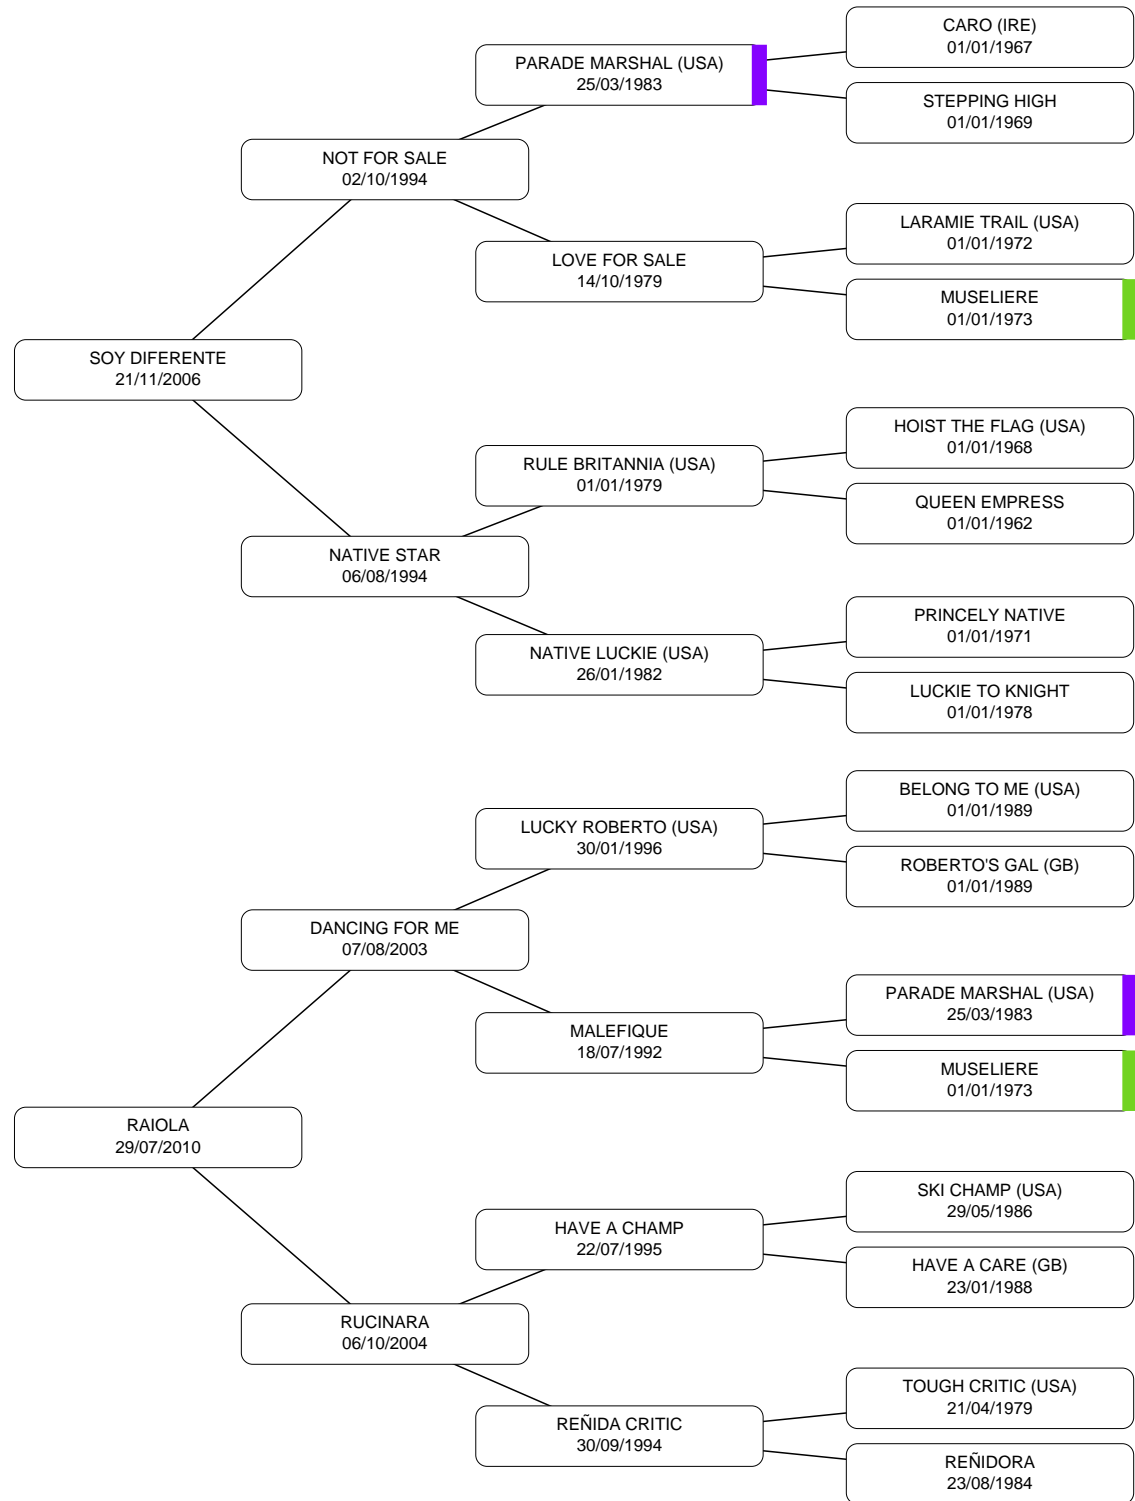 CARO (IRE)
01/01/1967
PARADE MARSHAL (USA)
25/03/1983
STEPPING HIGH
01/01/1969
NOT FOR SALE
02/10/1994
LARAMIE TRAIL (USA)
01/01/1972
LOVE FOR SALE
14/10/1979
MUSELIERE
01/01/1973
SOY DIFERENTE
21/11/2006
HOIST THE FLAG (USA)
01/01/1968
RULE BRITANNIA (USA)
01/01/1979
QUEEN EMPRESS
01/01/1962
NATIVE STAR
06/08/1994
PRINCELY NATIVE
01/01/1971
NATIVE LUCKIE (USA)
26/01/1982
LUCKIE TO KNIGHT
01/01/1978
BELONG TO ME (USA)
01/01/1989
LUCKY ROBERTO (USA)
30/01/1996
ROBERTO'S GAL (GB)
01/01/1989
DANCING FOR ME
07/08/2003
PARADE MARSHAL (USA)
25/03/1983
MALEFIQUE
18/07/1992
MUSELIERE
01/01/1973
RAIOLA
29/07/2010
SKI CHAMP (USA)
29/05/1986
HAVE A CHAMP
22/07/1995
HAVE A CARE (GB)
23/01/1988
RUCINARA
06/10/2004
TOUGH CRITIC (USA)
21/04/1979
REÑIDA CRITIC
30/09/1994
REÑIDORA
23/08/1984